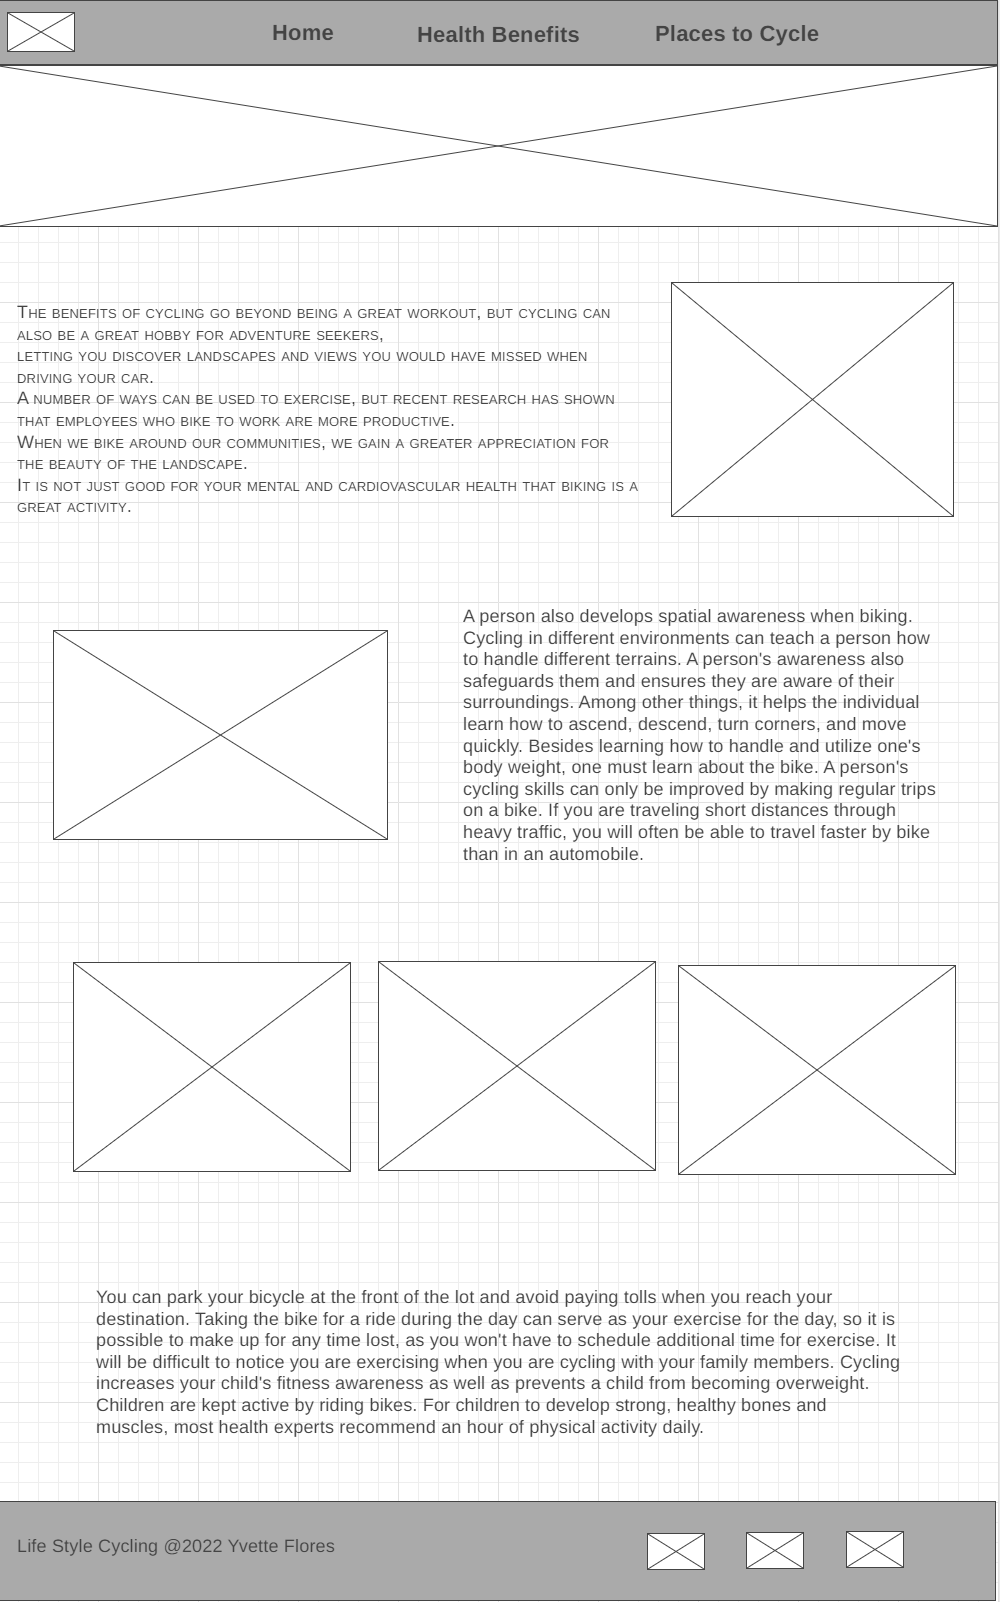 Home Health Benefits Places to Cycle
The benefits of cycling go beyond being a great workout, but cycling can
also be a great hobby for adventure seekers,
letting you discover landscapes and views you would have missed when
driving your car.
A number of ways can be used to exercise, but recent research has shown
that employees who bike to work are more productive.
When we bike around our communities, we gain a greater appreciation for
the beauty of the landscape.
It is not just good for your mental and cardiovascular health that biking is a
great activity.
A person also develops spatial awareness when biking.
Cycling in different environments can teach a person how
to handle different terrains. A person's awareness also
safeguards them and ensures they are aware of their
surroundings. Among other things, it helps the individual
learn how to ascend, descend, turn corners, and move
quickly. Besides learning how to handle and utilize one's
body weight, one must learn about the bike. A person's
cycling skills can only be improved by making regular trips
on a bike. If you are traveling short distances through
heavy traffic, you will often be able to travel faster by bike
than in an automobile.
You can park your bicycle at the front of the lot and avoid paying tolls when you reach your
destination. Taking the bike for a ride during the day can serve as your exercise for the day, so it is
possible to make up for any time lost, as you won't have to schedule additional time for exercise. It
will be difficult to notice you are exercising when you are cycling with your family members. Cycling
increases your child's fitness awareness as well as prevents a child from becoming overweight.
Children are kept active by riding bikes. For children to develop strong, healthy bones and
muscles, most health experts recommend an hour of physical activity daily.
Life Style Cycling @2022 Yvette Flores